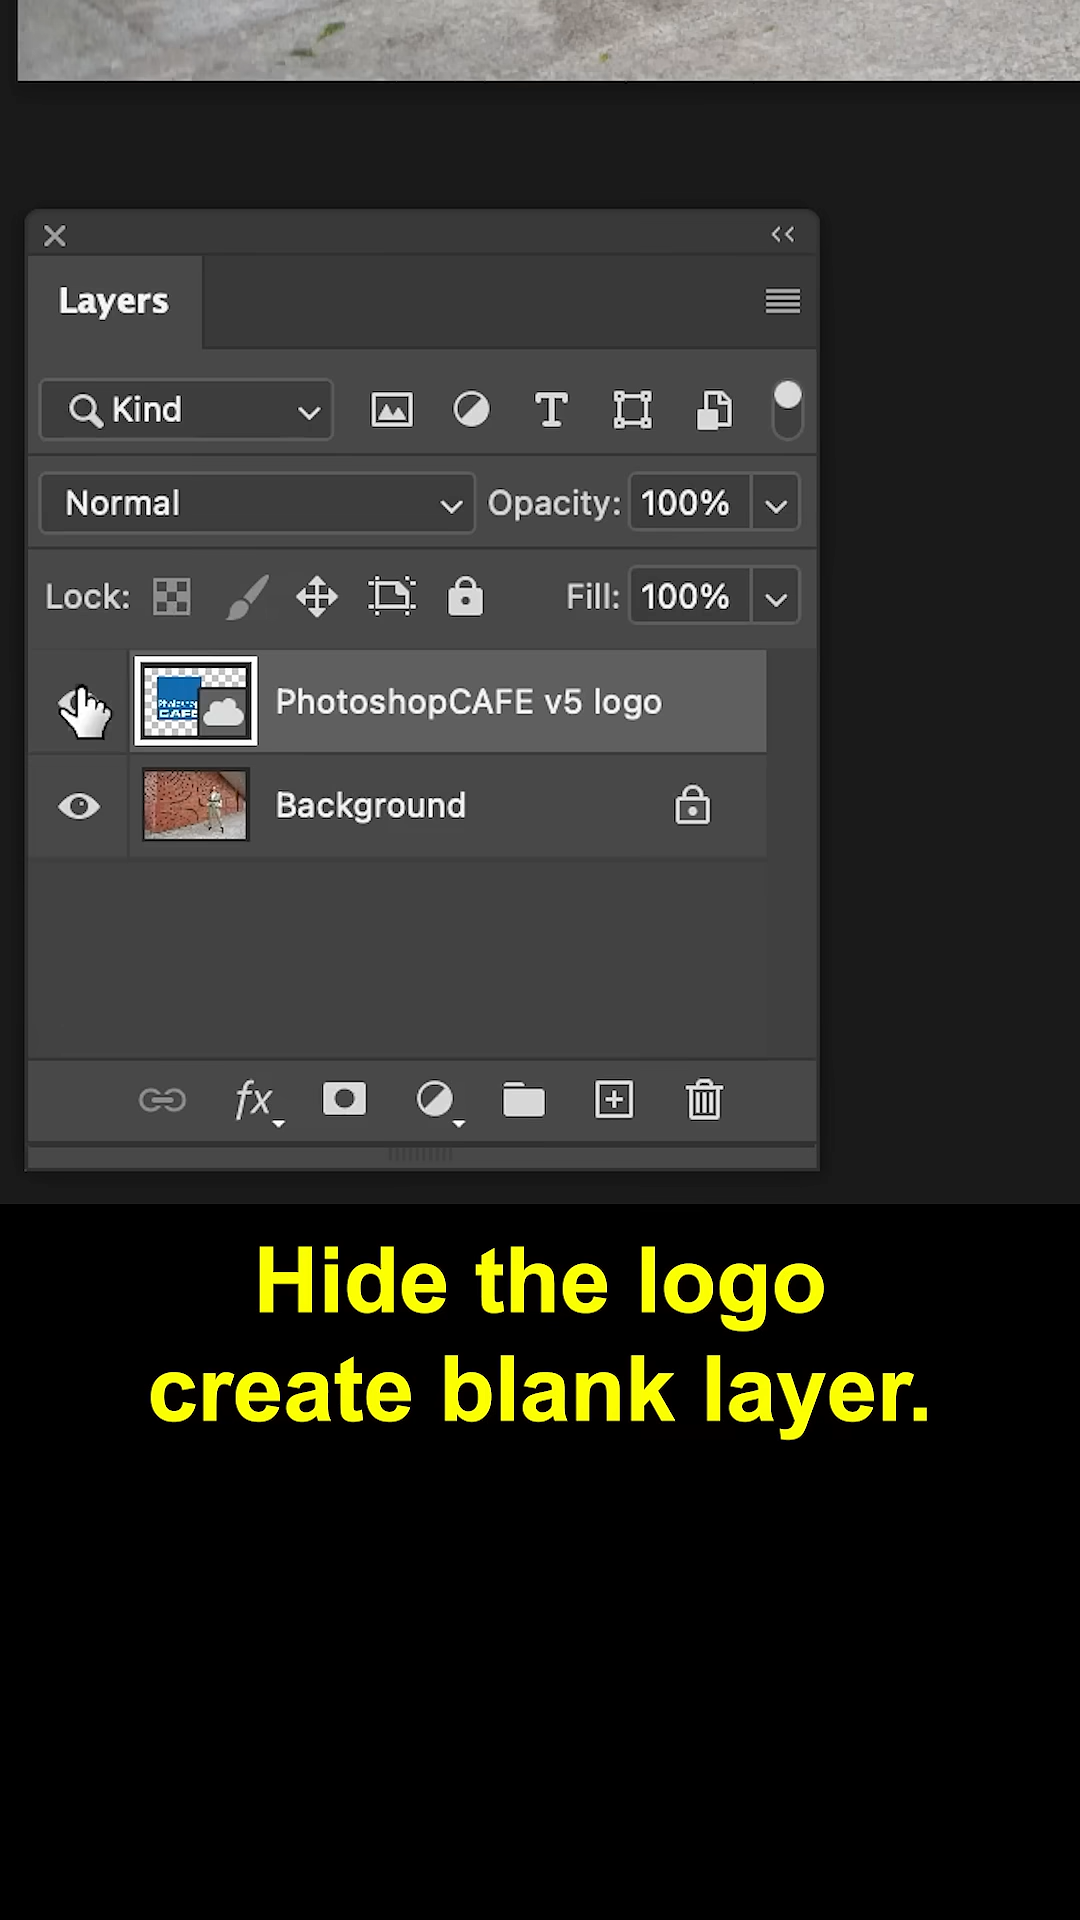 Layers
Kind
Normal
Opacity: 100%
Lock:
Fill: 100%
PhotoshopCAFE v5 logo
Background
fx
Hide the logo
create blank layer.